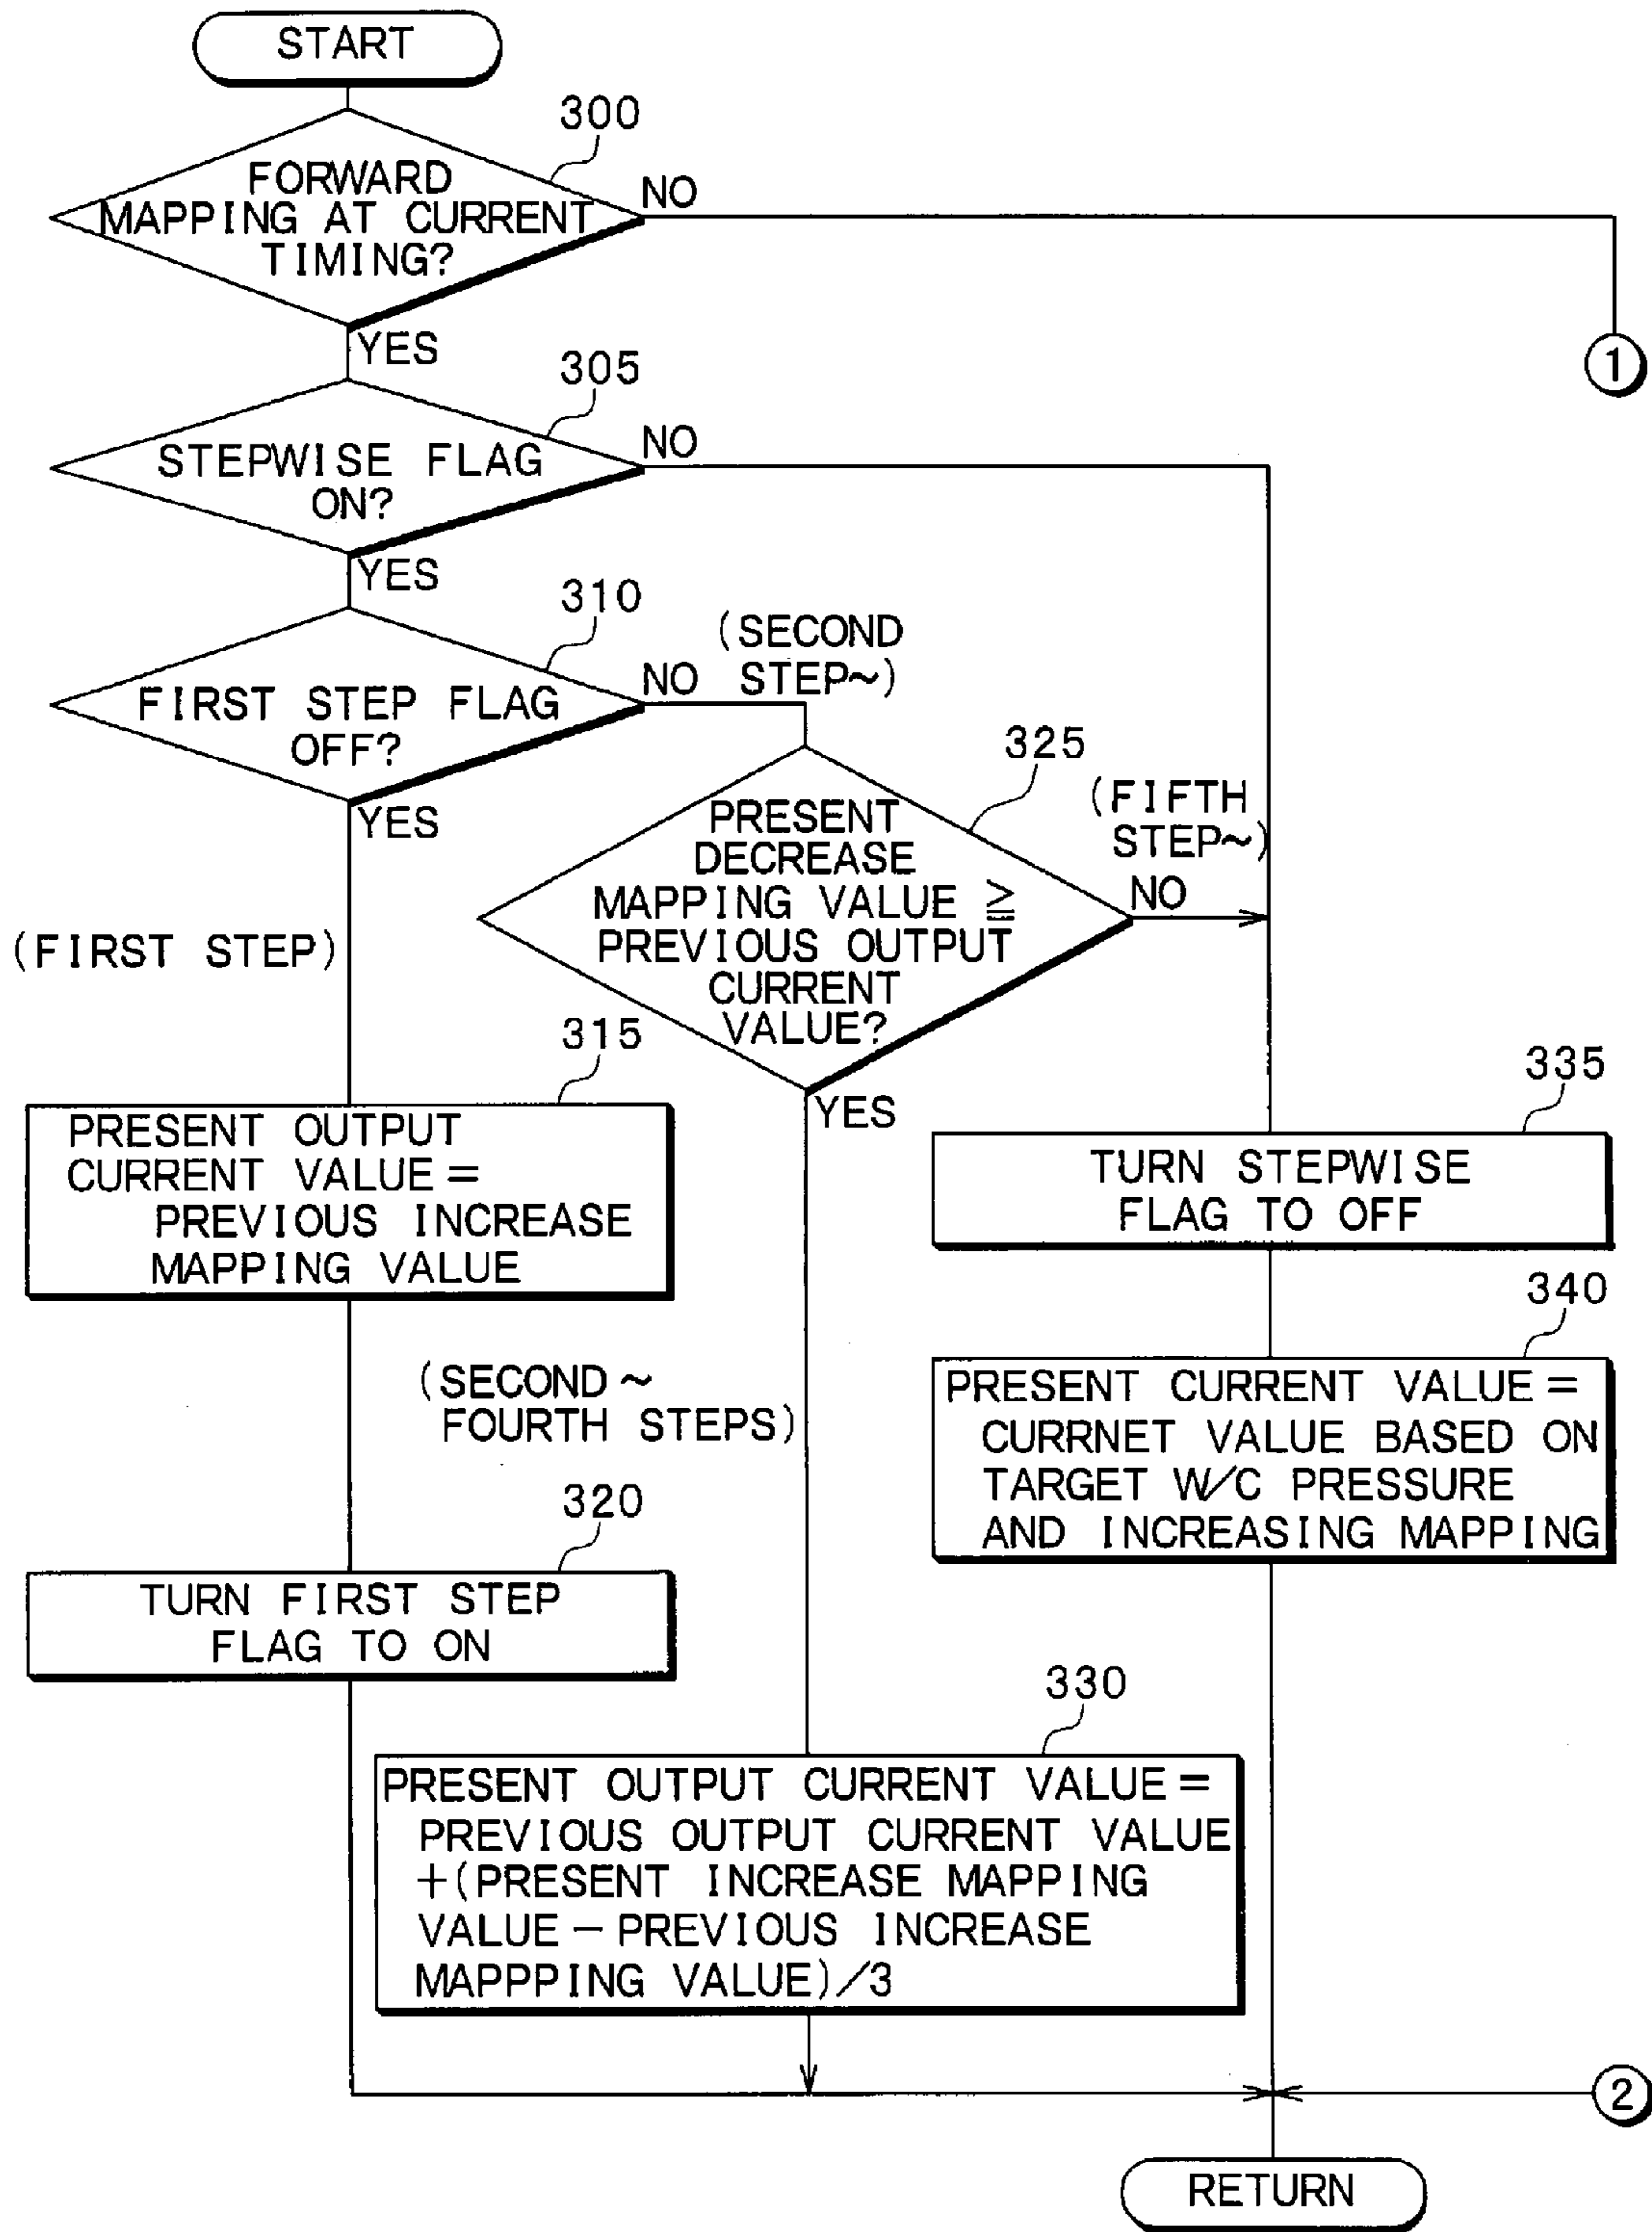 START
300
FORWARD
MAPPING AT CURRENT
TIMING?
NO
YES
1
305
STEPWISE FLAG
ON?
NO
YES
310
FIRST STEP FLAG
OFF?
NO
(SECOND
STEP~)
YES
(FIRST STEP)
325
PRESENT
DECREASE
MAPPING VALUE ≧
PREVIOUS OUTPUT
CURRENT
VALUE?
(FIFTH
STEP~)
NO
YES
315
PRESENT OUTPUT
CURRENT VALUE =
PREVIOUS INCREASE
MAPPING VALUE
335
TURN STEPWISE
FLAG TO OFF
340
PRESENT CURRENT VALUE =
CURRNET VALUE BASED ON
TARGET W/C PRESSURE
AND INCREASING MAPPING
(SECOND ~
FOURTH STEPS)
320
TURN FIRST STEP
FLAG TO ON
330
PRESENT OUTPUT CURRENT VALUE =
PREVIOUS OUTPUT CURRENT VALUE
+(PRESENT INCREASE MAPPING
VALUE − PREVIOUS INCREASE
MAPPPING VALUE)/3
2
RETURN